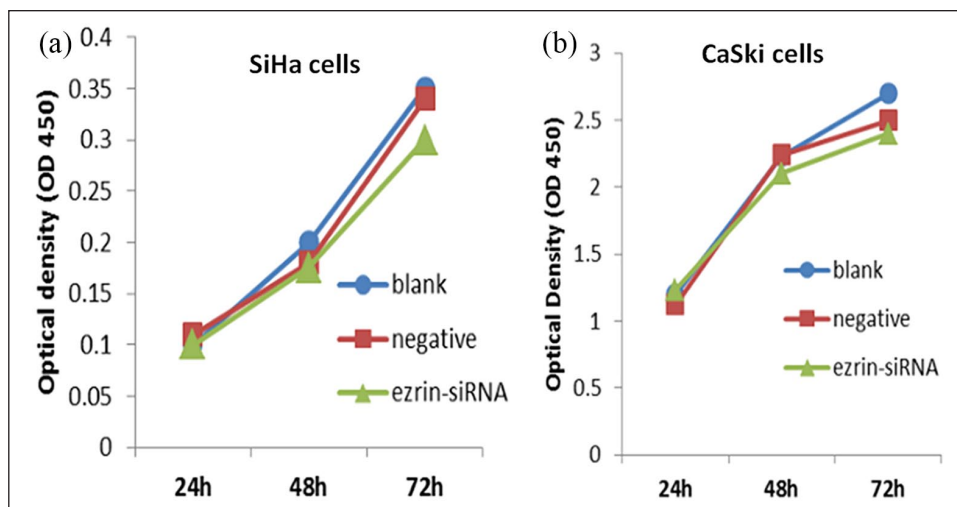 (a)
SiHa cells
Optical density (OD 450)
0.4
0.35
0.3
0.25
0.2
0.15
0.1
0.05
0
24h 48h 72h
blank
negative
ezrin-siRNA
(b)
CaSki cells
Optical Density (OD 450)
3
2.5
2
1.5
1
0.5
0
24h 48h 72h
blank
negative
ezrin-siRNA